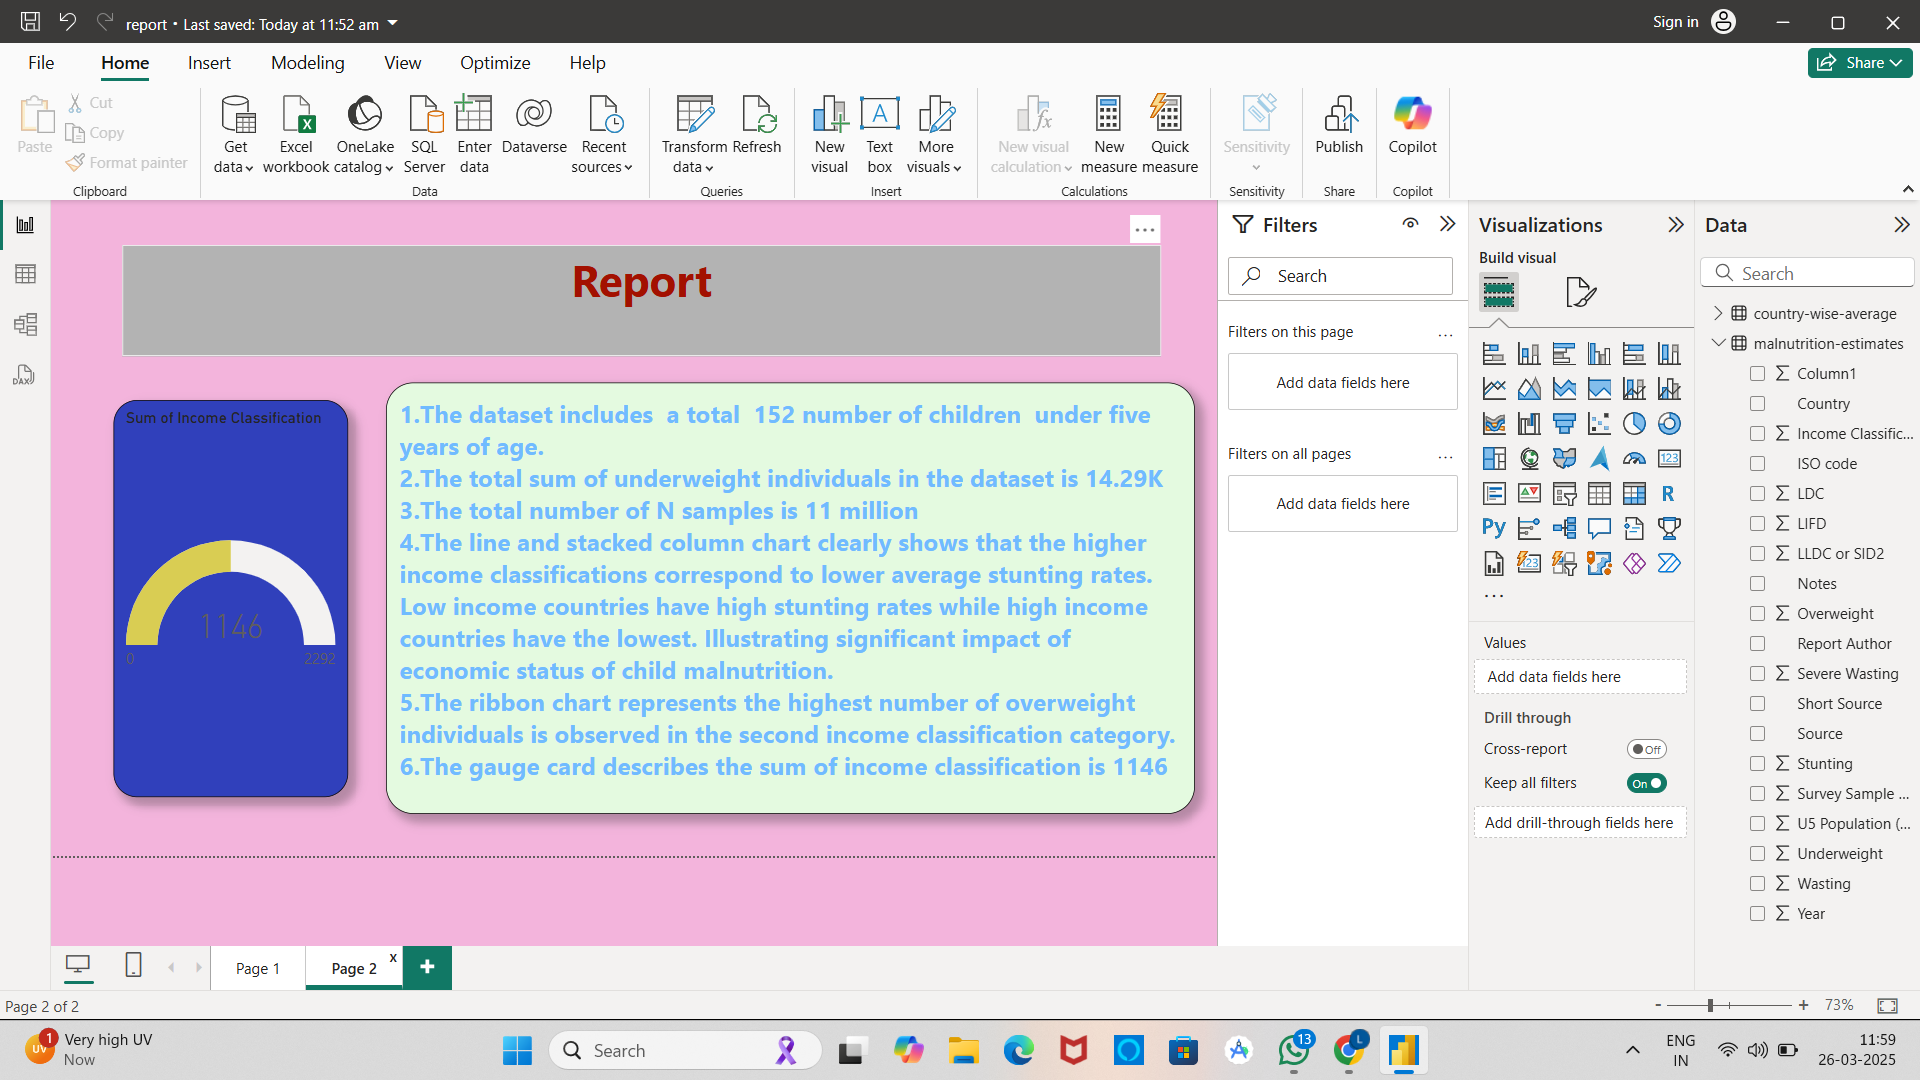 report • Last saved: Today at 11:52 am
Sign in
File Home Insert Modeling View Optimize Help
Share
Paste
Cut
Copy
Format painter
Clipboard
Get data
Excel workbook
OneLake catalog
SQL Server
Enter data
Dataverse
Recent sources
Data
Transform data
Refresh
Queries
New visual
Text box
More visuals
Insert
New visual calculation
New measure
Quick measure
Calculations
Sensitivity
Sensitivity
Publish
Share
Copilot
Copilot
DAX
Report
Sum of Income Classification
1146
0
2292
1.The dataset includes  a total  152 number of children  under five
years of age.
2.The total sum of underweight individuals in the dataset is 14.29K
3.The total number of N samples is 11 million
4.The line and stacked column chart clearly shows that the higher
income classifications correspond to lower average stunting rates.
Low income countries have high stunting rates while high income
countries have the lowest. Illustrating significant impact of
economic status of child malnutrition.
5.The ribbon chart represents the highest number of overweight
individuals is observed in the second income classification category.
6.The gauge card describes the sum of income classification is 1146
Filters
Search
Filters on this page
...
Add data fields here
Filters on all pages
...
Add data fields here
Visualizations
Build visual
123
R
Py
123
...
Values
Add data fields here
Drill through
Cross-report
Off
Keep all filters
On
Add drill-through fields here
Data
Search
country-wise-average
malnutrition-estimates
Column1
Country
Income Classific...
ISO code
LDC
LIFD
LLDC or SID2
Notes
Overweight
Report Author
Severe Wasting
Short Source
Source
Stunting
Survey Sample ...
U5 Population (...
Underweight
Wasting
Year
Page 1
Page 2
x
+
Page 2 of 2
- + 73%
UV
1
Very high UV
Now
Search
13
L
ENG
IN
11:59
26-03-2025